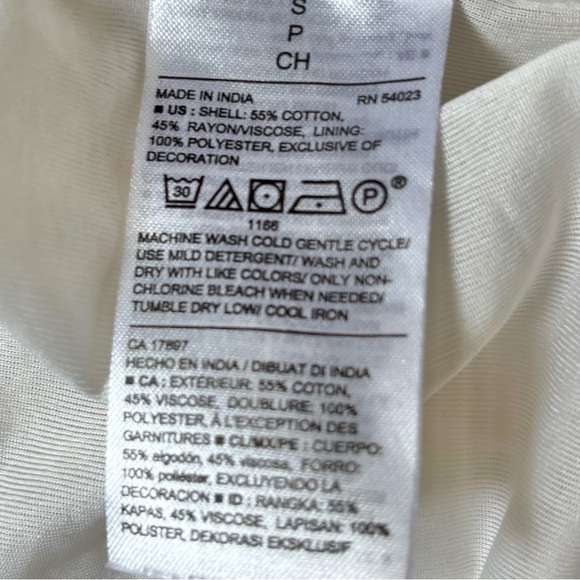 S
P
CH
MADE IN INDIA RN 54023
■ US : SHELL: 55% COTTON,
45% RAYON/VISCOSE, LINING:
100% POLYESTER, EXCLUSIVE OF
DECORATION
30 P ®
1166
MACHINE WASH COLD GENTLE CYCLE/
USE MILD DETERGENT/ WASH AND
DRY WITH LIKE COLORS/ ONLY NON-
CHLORINE BLEACH WHEN NEEDED/
TUMBLE DRY LOW/ COOL IRON
CA 17897
HECHO EN INDIA / DIBUAT DI INDIA
■ CA : EXTÉRIEUR: 55% COTON,
45% VISCOSE, DOUBLURE: 100%
POLYESTER, À L'EXCEPTION DES
GARNITURES ■ CL/MX/PE : CUERPO:
55% algodón, 45% viscosa, FORRO:
100% poliéster, EXCLUYENDO LA
DECORACION ■ ID : RANGKA: 55%
KAPAS, 45% VISCOSE, LAPISAN: 100%
POLISTER, DEKORASI EKSKLUSIF